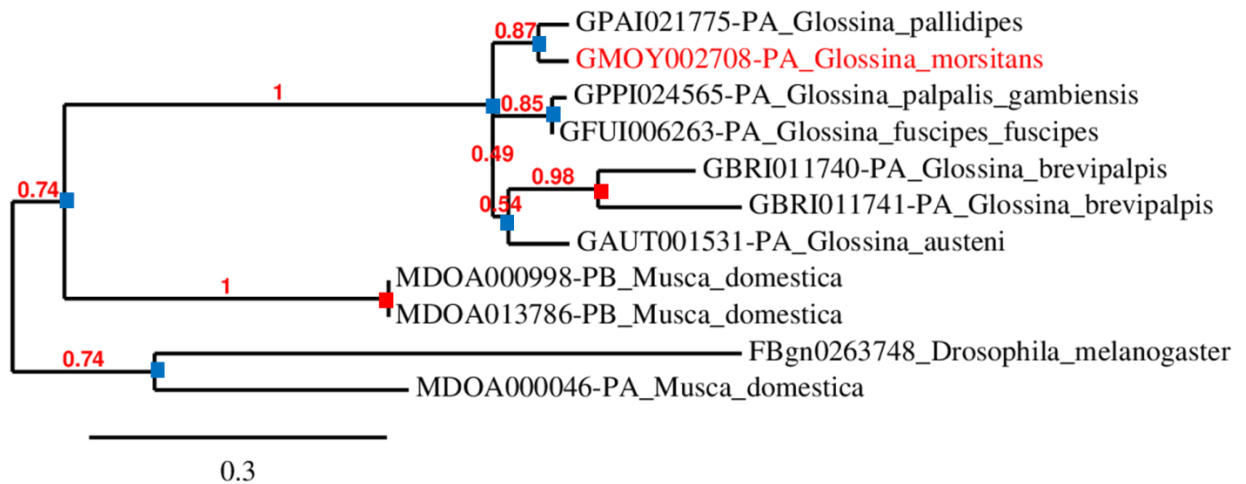 0.87
GPAI021775-PA_Glossina_pallidipes
GMOY002708-PA_Glossina_morsitans
1
0.85
GPPI024565-PA_Glossina_palpalis_gambiensis
GFUI006263-PA_Glossina_fuscipes_fuscipes
0.49
GBRI011740-PA_Glossina_brevipalpis
0.98
0.74
0.54
GBRI011741-PA_Glossina_brevipalpis
GAUT001531-PA_Glossina_austeni
1
MDOA000998-PB_Musca_domestica
MDOA013786-PB_Musca_domestica
0.74
FBgn0263748_Drosophila_melanogaster
MDOA000046-PA_Musca_domestica
0.3